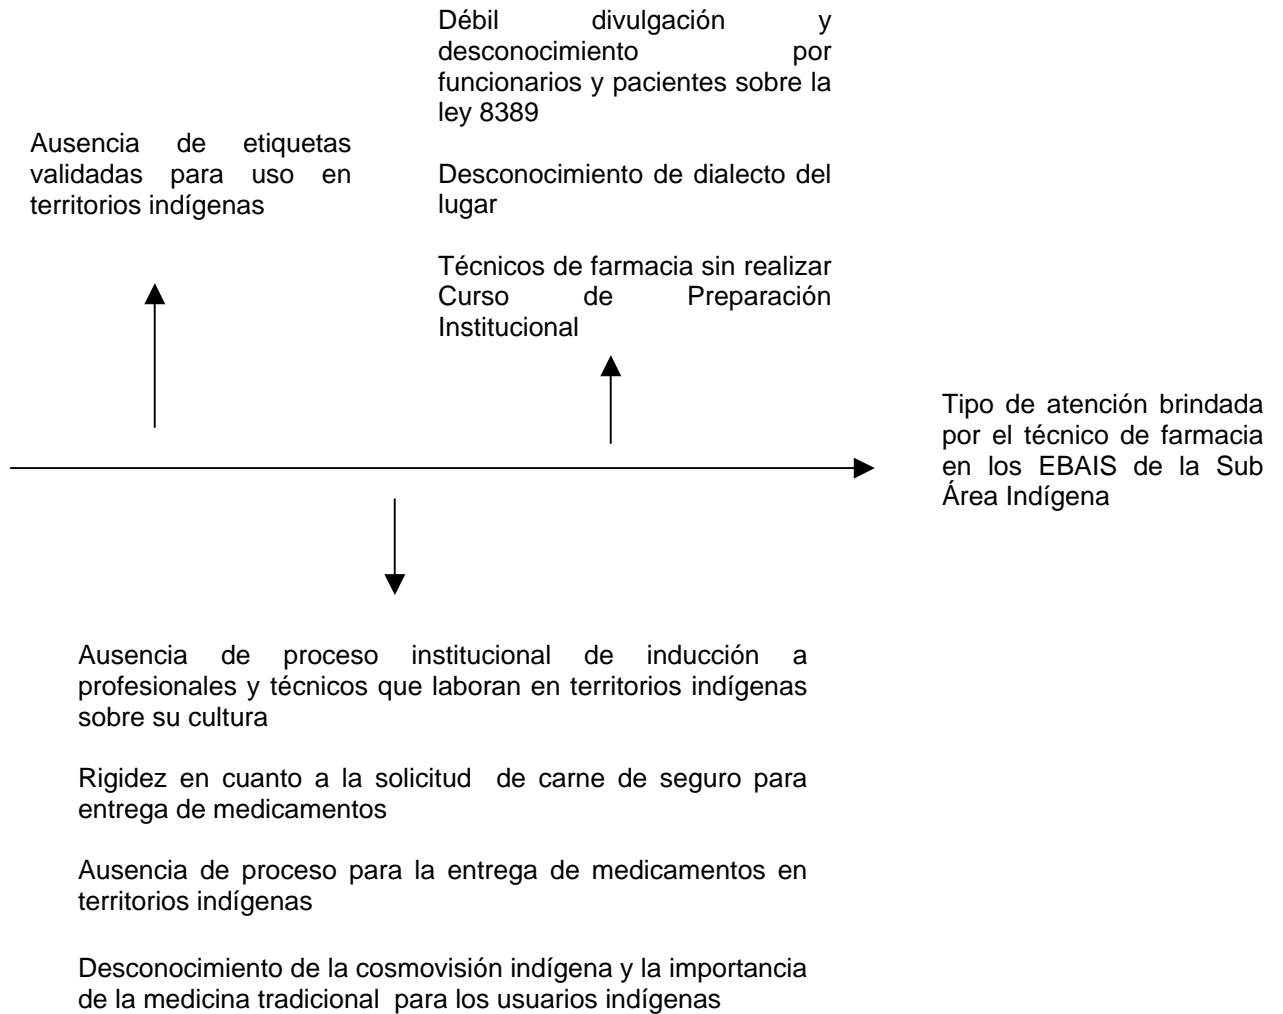 Débil divulgación y
desconocimiento por
funcionarios y pacientes sobre la
ley 8389
Ausencia de etiquetas
validadas para uso en
territorios indígenas
Desconocimiento de dialecto del
lugar
Técnicos de farmacia sin realizar
Curso de Preparación
Institucional
Tipo de atención brindada
por el técnico de farmacia
en los EBAIS de la Sub
Área Indígena
Ausencia de proceso institucional de inducción a
profesionales y técnicos que laboran en territorios indígenas
sobre su cultura
Rigidez en cuanto a la solicitud de carne de seguro para
entrega de medicamentos
Ausencia de proceso para la entrega de medicamentos en
territorios indígenas
Desconocimiento de la cosmovisión indígena y la importancia
de la medicina tradicional para los usuarios indígenas